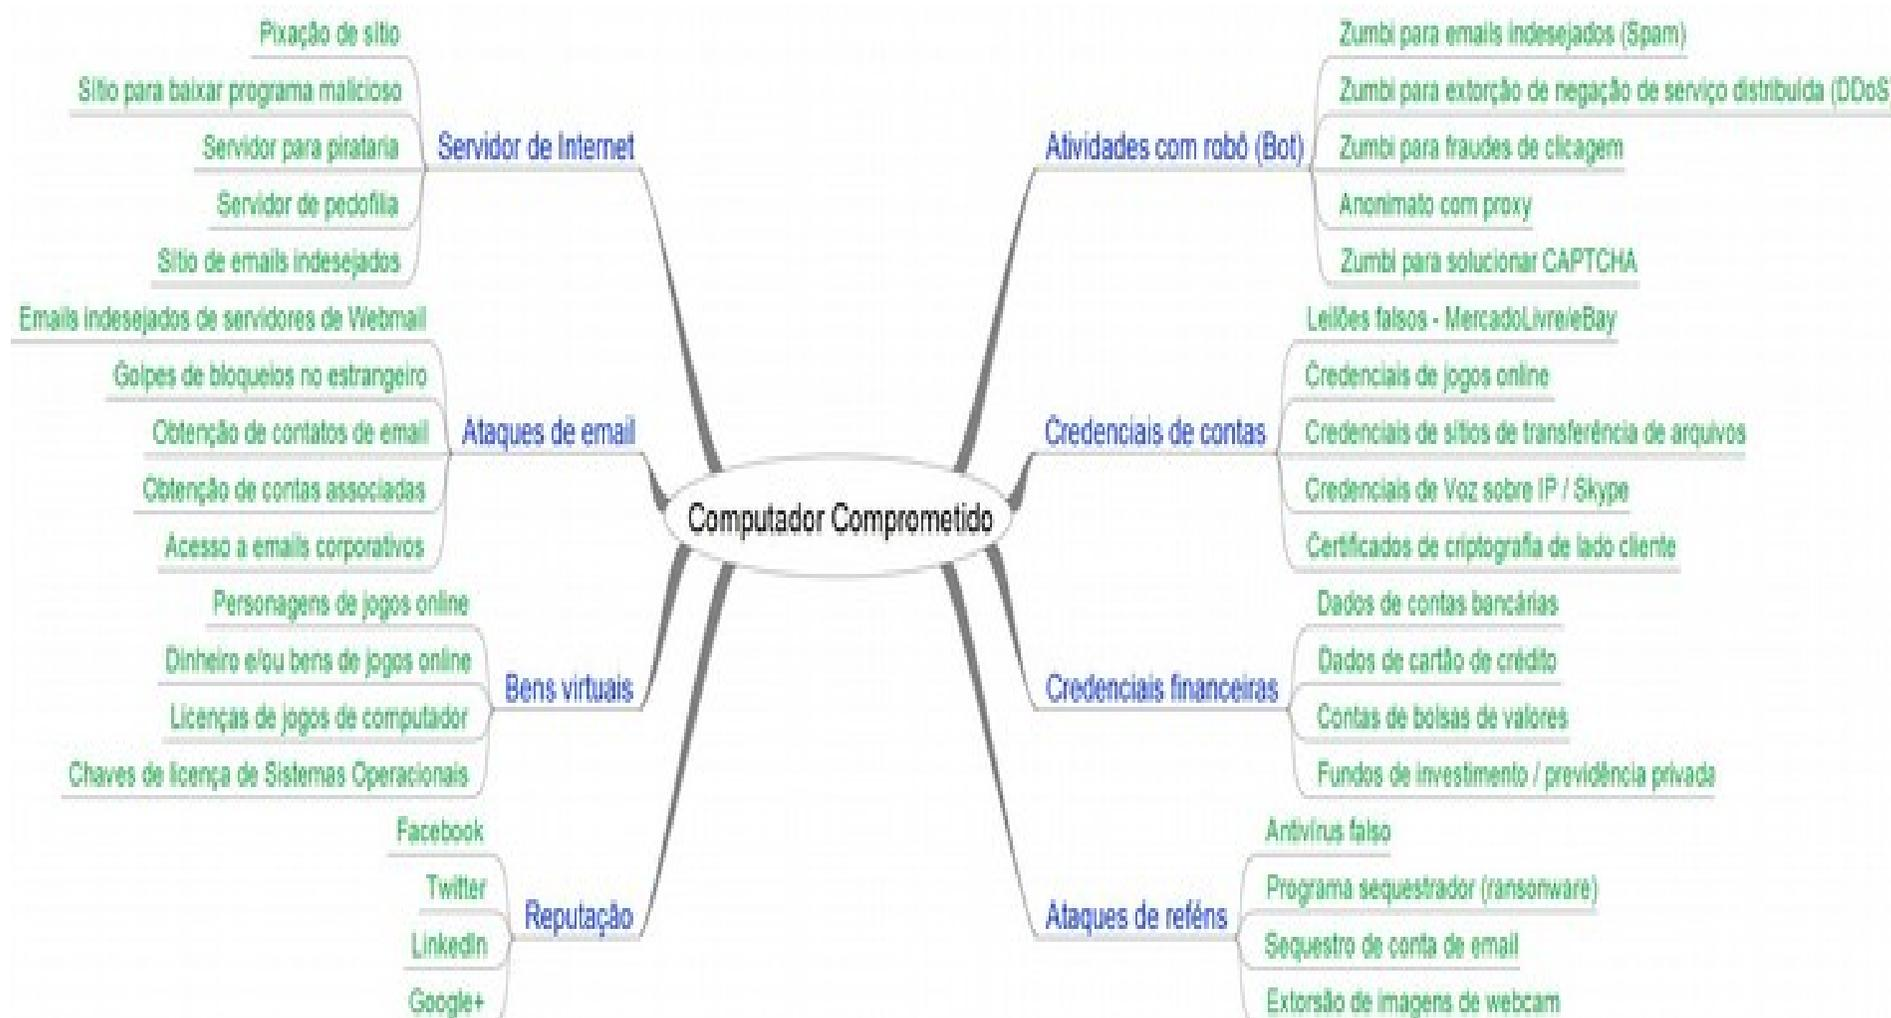 Pixação de sítio
Sítio para baixar programa malicioso
Servidor para pirataria
Servidor de pedofilia
Sítio de emails indesejados
Servidor de Internet
Emails indesejados de servidores de Webmail
Golpes de bloqueios no estrangeiro
Obtenção de contatos de email
Obtenção de contas associadas
Acesso a emails corporativos
Ataques de email
Personagens de jogos online
Dinheiro e/ou bens de jogos online
Licenças de jogos de computador
Chaves de licença de Sistemas Operacionais
Bens virtuais
Facebook
Twitter
LinkedIn
Google+
Reputação
Computador Comprometido
Atividades com robô (Bot)
Zumbi para emails indesejados (Spam)
Zumbi para extorção de negação de serviço distribuída (DDoS
Zumbi para fraudes de clicagem
Anonimato com proxy
Zumbi para solucionar CAPTCHA
Credenciais de contas
Leilões falsos - MercadoLivre/eBay
Credenciais de jogos online
Credenciais de sítios de transferência de arquivos
Credenciais de Voz sobre IP / Skype
Certificados de criptografia de lado cliente
Credenciais financeiras
Dados de contas bancárias
Dados de cartão de crédito
Contas de bolsas de valores
Fundos de investimento / previdência privada
Ataques de reféns
Antivírus falso
Programa sequestrador (ransonware)
Sequestro de conta de email
Extorsão de imagens de webcam